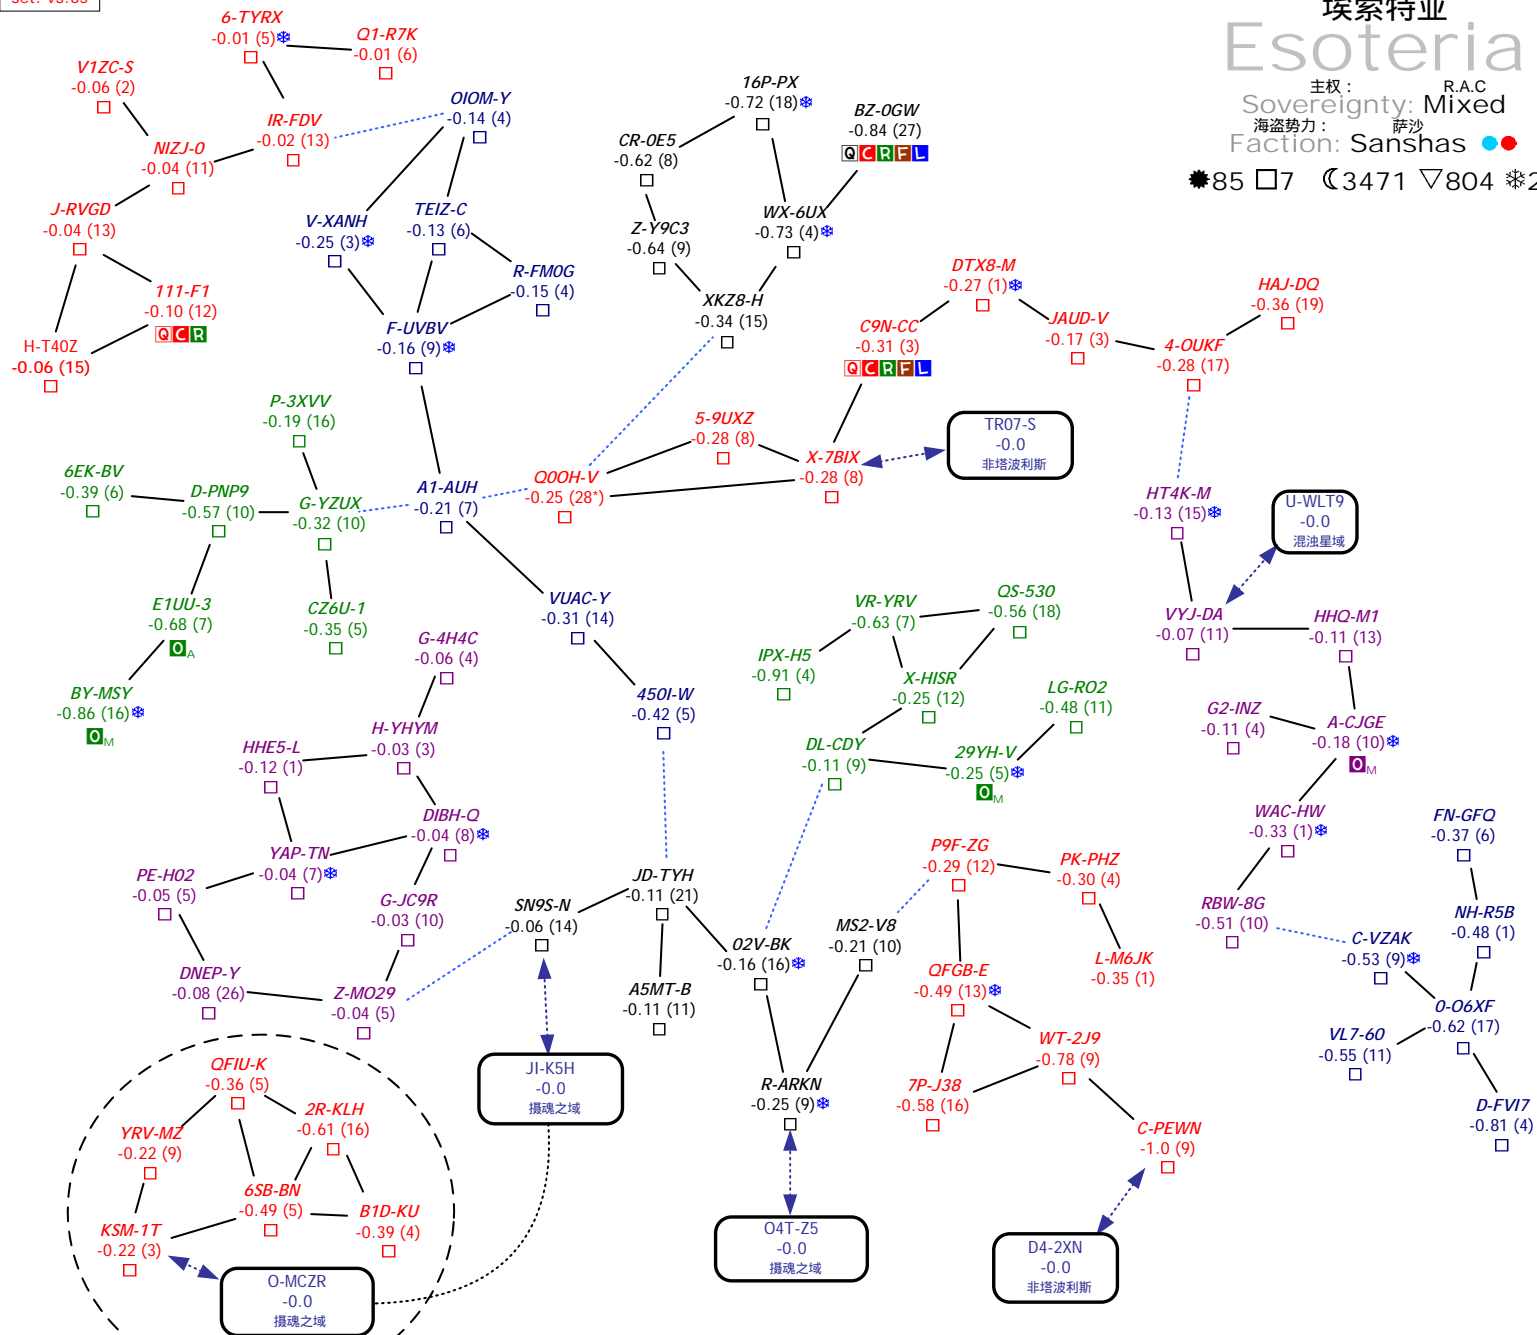 埃索特亚
Esoteria
主权： R.A.C
Sovereignty: Mixed
海盗势力： 萨沙
Faction: Sanshas
85 7 3471 804
6-TYRX
-0.01 (5)
Q1-R7K
-0.01 (6)
V1ZC-S
-0.06 (2)
IR-FDV
-0.02 (13)
NIZJ-0
-0.04 (11)
J-RVGD
-0.04 (13)
111-F1
-0.10 (12)
Q C R
H-T40Z
-0.06 (15)
OIOM-Y
-0.14 (4)
V-XANH
-0.25 (3)
TEIZ-C
-0.13 (6)
R-FM0G
-0.15 (4)
F-UVBV
-0.16 (9)
16P-PX
-0.72 (18)
BZ-0GW
-0.84 (27)
Q C R F L
CR-0E5
-0.62 (8)
Z-Y9C3
-0.64 (9)
WX-6UX
-0.73 (4)
XKZ8-H
-0.34 (15)
DTX8-M
-0.27 (1)
HAJ-DQ
-0.36 (19)
C9N-CC
-0.31 (3)
Q C R F L
JAUD-V
-0.17 (3)
4-OUKF
-0.28 (17)
P-3XVV
-0.19 (16)
6EK-BV
-0.39 (6)
D-PNP9
-0.57 (10)
G-YZUX
-0.32 (10)
A1-AUH
-0.21 (7)
Q0OH-V
-0.25 (28*)
5-9UXZ
-0.28 (8)
X-7BIX
-0.28 (8)
TR07-S
-0.0
非塔波利斯
HT4K-M
-0.13 (15)
U-WLT9
-0.0
混浊星域
E1UU-3
-0.68 (7)
O A
CZ6U-1
-0.35 (5)
BY-MSY
-0.86 (16)
O M
VUAC-Y
-0.31 (14)
450I-W
-0.42 (5)
VR-YRV
-0.63 (7)
QS-530
-0.56 (18)
IPX-H5
-0.91 (4)
X-HISR
-0.25 (12)
LG-RO2
-0.48 (11)
DL-CDY
-0.11 (9)
29YH-V
-0.25 (5)
O M
VYJ-DA
-0.07 (11)
HHQ-M1
-0.11 (13)
G2-INZ
-0.11 (4)
A-CJGE
-0.18 (10)
O M
WAC-HW
-0.33 (1)
RBW-8G
-0.51 (10)
G-4H4C
-0.06 (4)
H-YHYM
-0.03 (3)
HHE5-L
-0.12 (1)
DIBH-Q
-0.04 (8)
YAP-TN
-0.04 (7)
PE-H02
-0.05 (5)
G-JC9R
-0.03 (10)
DNEP-Y
-0.08 (26)
Z-MO29
-0.04 (5)
SN9S-N
-0.06 (14)
JD-TYH
-0.11 (21)
A5MT-B
-0.11 (11)
02V-BK
-0.16 (16)
MS2-V8
-0.21 (10)
R-ARKN
-0.25 (9)
P9F-ZG
-0.29 (12)
PK-PHZ
-0.30 (4)
L-M6JK
-0.35 (1)
QFGB-E
-0.49 (13)
WT-2J9
-0.78 (9)
7P-J38
-0.58 (16)
C-PEWN
-1.0 (9)
FN-GFQ
-0.37 (6)
NH-R5B
-0.48 (1)
C-VZAK
-0.53 (9)
0-O6XF
-0.62 (17)
VL7-60
-0.55 (11)
D-FVI7
-0.81 (4)
QFIU-K
-0.36 (5)
2R-KLH
-0.61 (16)
YRV-MZ
-0.22 (9)
6SB-BN
-0.49 (5)
B1D-KU
-0.39 (4)
KSM-1T
-0.22 (3)
JI-K5H
-0.0
摄魂之域
O-MCZR
-0.0
摄魂之域
O4T-Z5
-0.0
摄魂之域
D4-2XN
-0.0
非塔波利斯